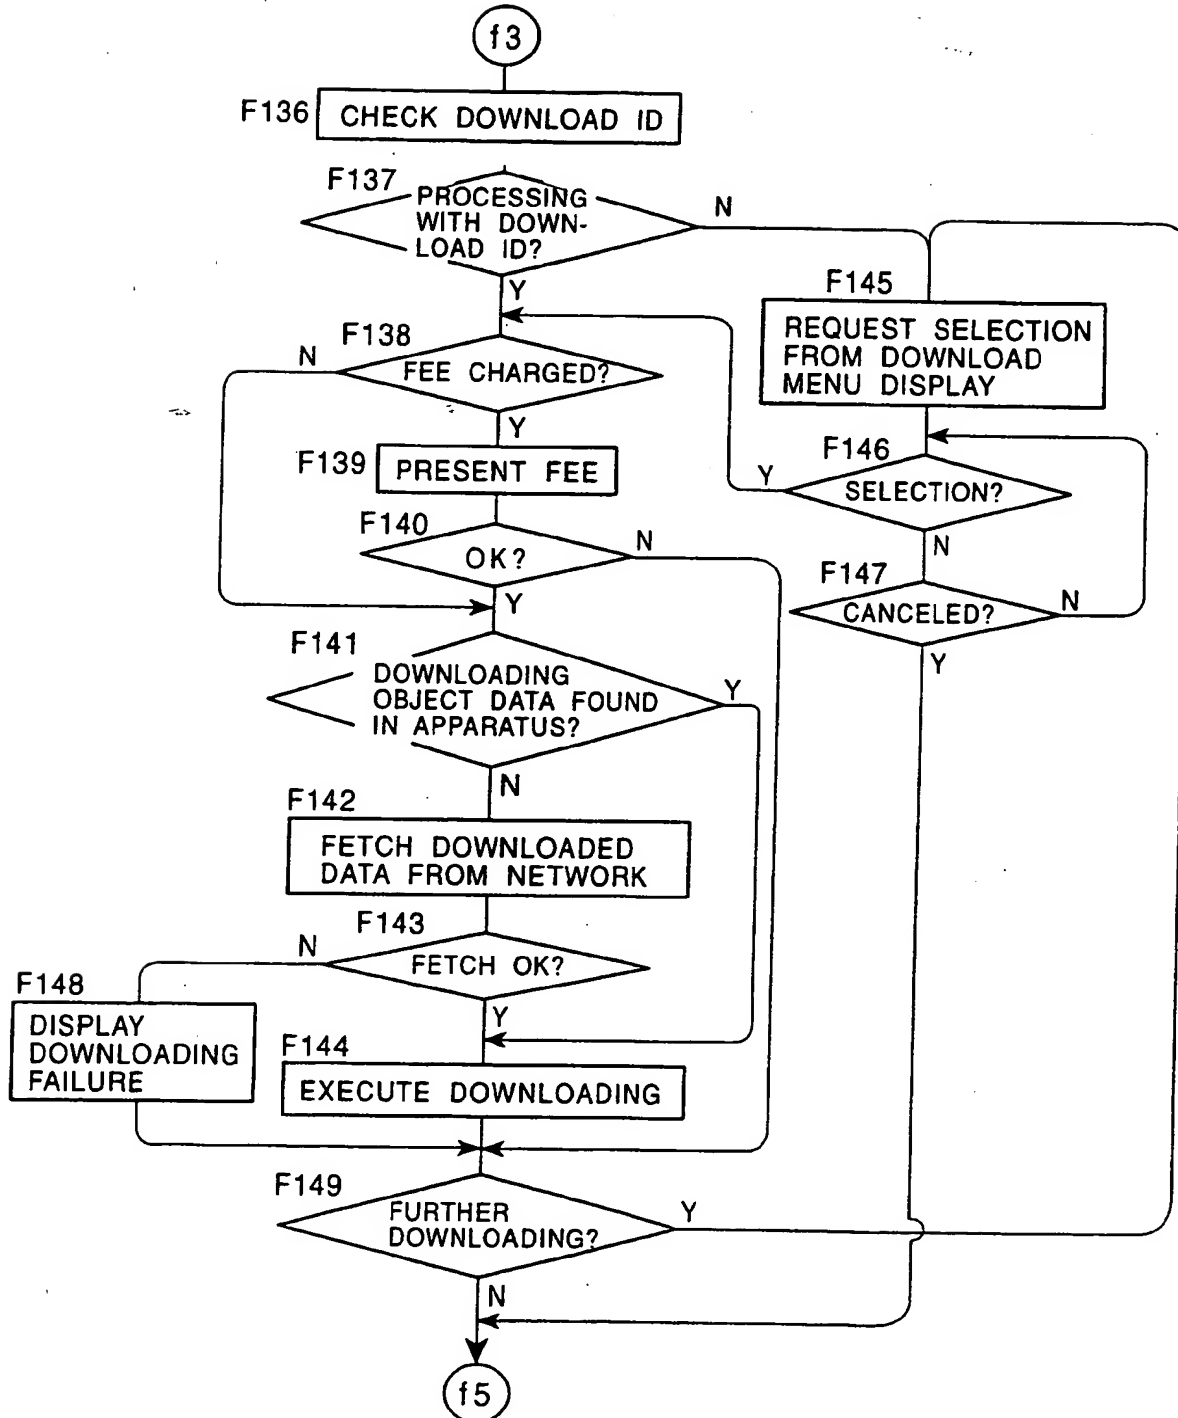 f3
F136
CHECK DOWNLOAD ID
F137
PROCESSING
WITH DOWN-
LOAD ID?
N
Y
F145
REQUEST SELECTION
FROM DOWNLOAD
MENU DISPLAY
F138
N
FEE CHARGED?
Y
F139
PRESENT FEE
F146
Y
SELECTION?
N
F140
OK?
N
Y
F147
CANCELED?
N
Y
F141
DOWNLOADING
OBJECT DATA FOUND
IN APPARATUS?
Y
N
F142
FETCH DOWNLOADED
DATA FROM NETWORK
F143
N
FETCH OK?
Y
F148
DISPLAY
DOWNLOADING
FAILURE
F144
EXECUTE DOWNLOADING
F149
FURTHER
DOWNLOADING?
Y
N
f5